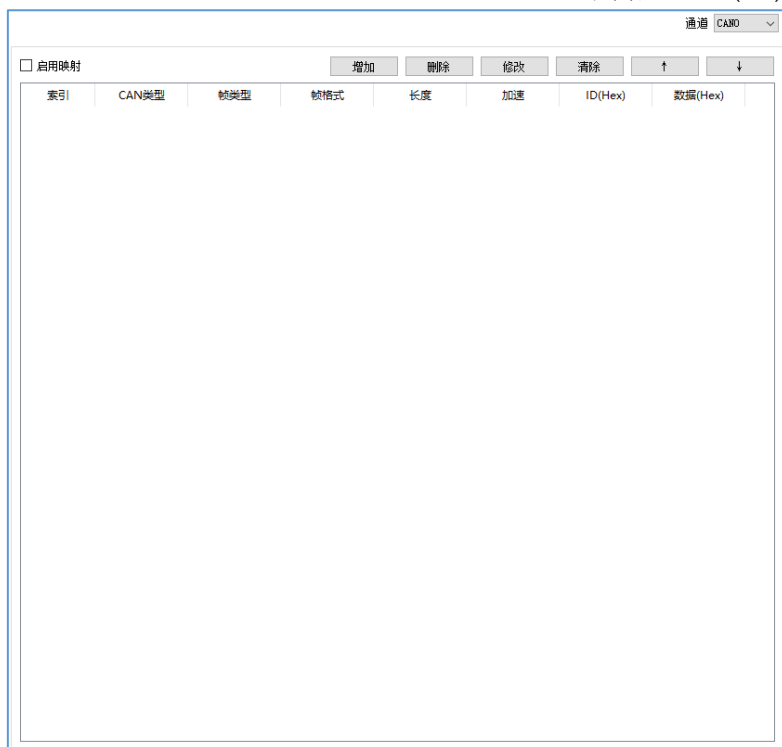 通道 CAN0
启用映射 增加 删除 修改 清除 ↑ ↓
索引 CAN类型 帧类型 帧格式 长度 加速 ID(Hex) 数据(Hex)